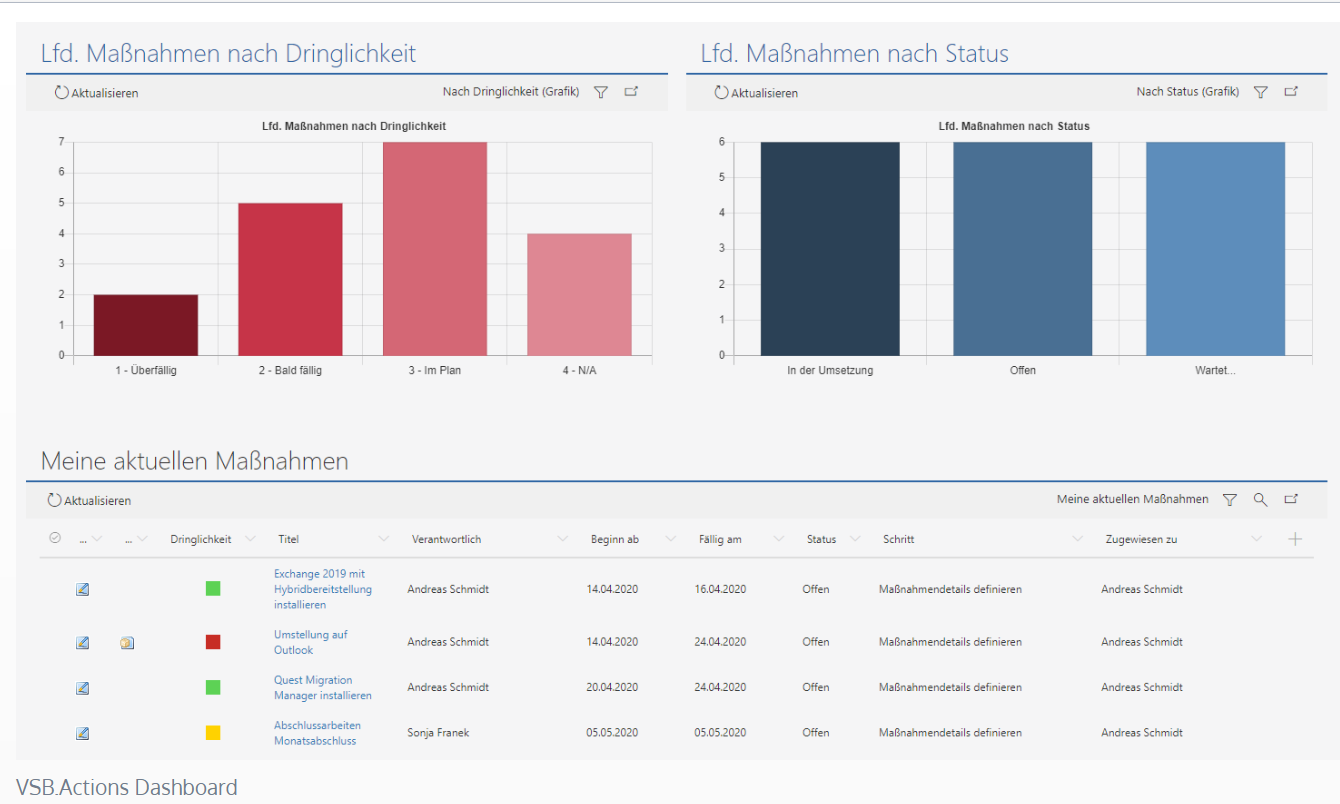 Lfd. Maßnahmen nach Dringlichkeit
Aktualisieren
Nach Dringlichkeit (Grafik)
Lfd. Maßnahmen nach Dringlichkeit
7
6
5
4
3
2
1
0
1 - Überfällig
2 - Bald fällig
3 - Im Plan
4 - N/A
Lfd. Maßnahmen nach Status
Aktualisieren
Nach Status (Grafik)
Lfd. Maßnahmen nach Status
6
5
4
3
2
1
0
In der Umsetzung
Offen
Wartet...
Meine aktuellen Maßnahmen
Aktualisieren
Meine aktuellen Maßnahmen
... ... Dringlichkeit Titel Verantwortlich Beginn ab Fällig am Status Schritt Zugewiesen zu
Exchange 2019 mit
Hybridbereitstellung
installieren
Andreas Schmidt 14.04.2020 16.04.2020 Offen Maßnahmendetails definieren Andreas Schmidt
Umstellung auf
Outlook
Andreas Schmidt 14.04.2020 24.04.2020 Offen Maßnahmendetails definieren Andreas Schmidt
Quest Migration
Manager installieren
Andreas Schmidt 20.04.2020 24.04.2020 Offen Maßnahmendetails definieren Andreas Schmidt
Abschlussarbeiten
Monatsabschluss
Sonja Franek 05.05.2020 05.05.2020 Offen Maßnahmendetails definieren Andreas Schmidt
VSB.Actions Dashboard